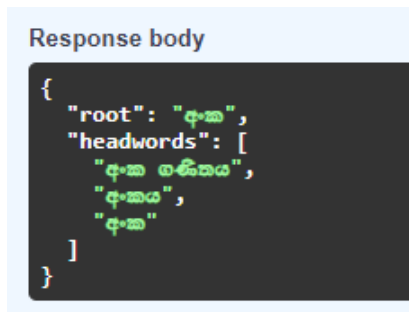 Response body
{
  "root": "අංක",
  "headwords": [
    "අංක ගණිතය",
    "අංකය",
    "අංක"
  ]
}